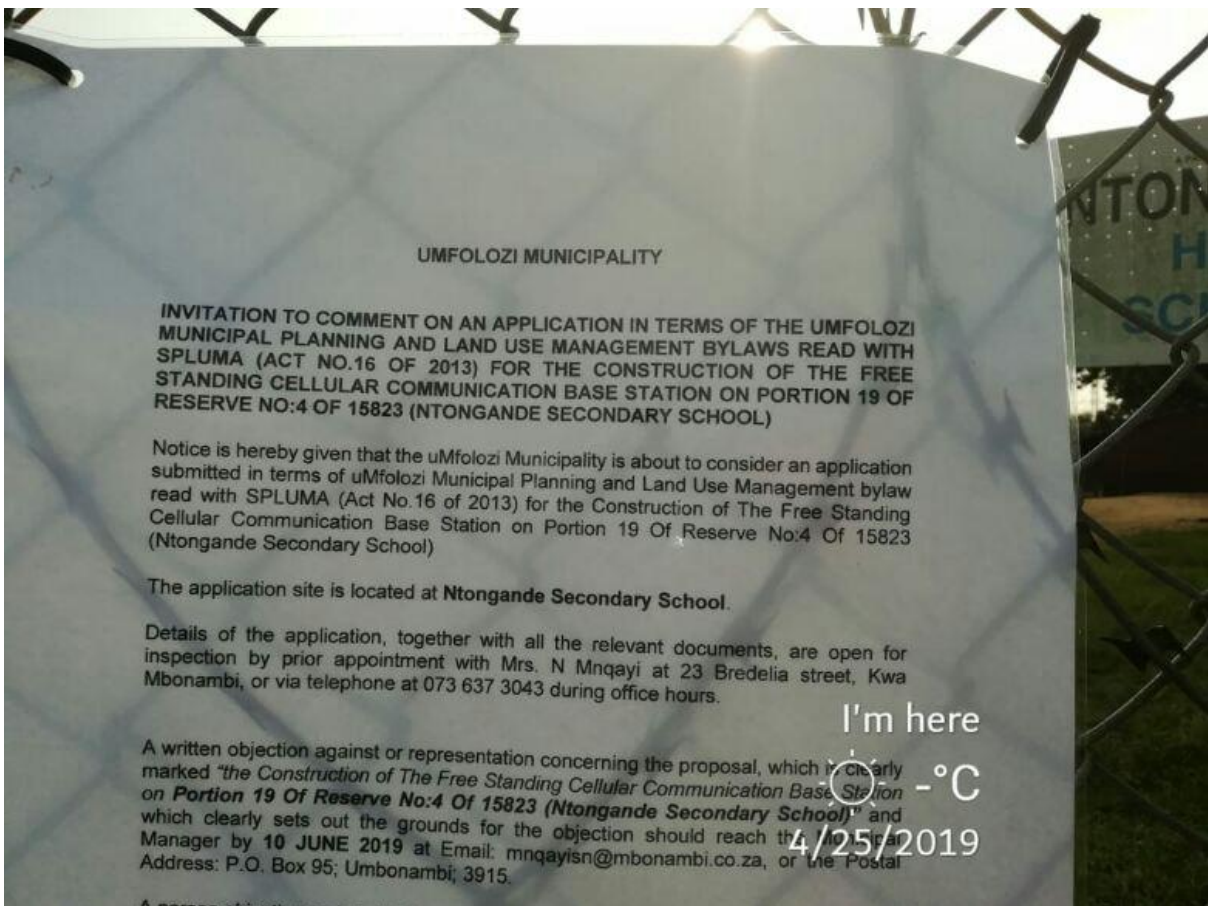 UMFOLOZI MUNICIPALITY
INVITATION TO COMMENT ON AN APPLICATION IN TERMS OF THE UMFOLOZI
MUNICIPAL PLANNING AND LAND USE MANAGEMENT BYLAWS READ WITH
SPLUMA (ACT NO.16 OF 2013) FOR THE CONSTRUCTION OF THE FREE
STANDING CELLULAR COMMUNICATION BASE STATION ON PORTION 19 OF
RESERVE NO:4 OF 15823 (NTONGANDE SECONDARY SCHOOL)
Notice is hereby given that the uMfolozi Municipality is about to consider an application
submitted in terms of uMfolozi Municipal Planning and Land Use Management bylaw
read with SPLUMA (Act No.16 of 2013) for the Construction of The Free Standing
Cellular Communication Base Station on Portion 19 Of Reserve No:4 Of 15823
(Ntongande Secondary School)
The application site is located at Ntongande Secondary School.
Details of the application, together with all the relevant documents, are open for
inspection by prior appointment with Mrs. N Mnqayi at 23 Bredelia street, Kwa
Mbonambi, or via telephone at 073 637 3043 during office hours.
A written objection against or representation concerning the proposal, which is clearly
marked "the Construction of The Free Standing Cellular Communication Base Station
on Portion 19 Of Reserve No:4 Of 15823 (Ntongande Secondary School)" and
which clearly sets out the grounds for the objection should reach the Municipal
Manager by 10 JUNE 2019 at Email: mnqayisn@mbonambi.co.za, or the Postal
Address: P.O. Box 95; Umbonambi; 3915.
NTON
H
SC
I'm here
-°C
4/25/2019